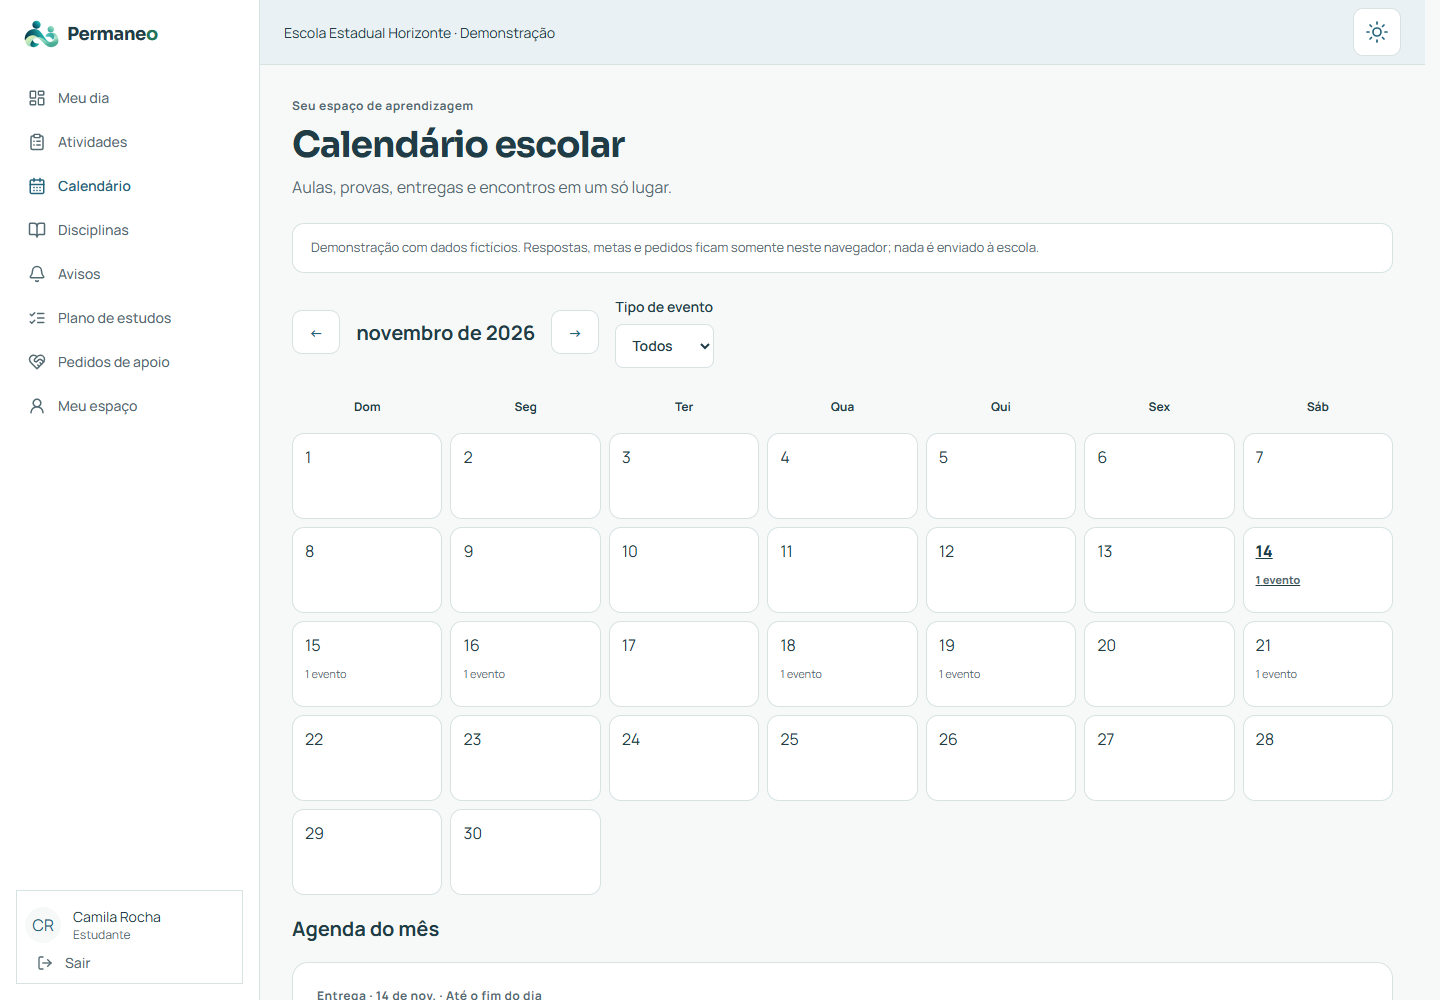 Permaneo
Meu dia
Atividades
Calendário
Disciplinas
Avisos
Plano de estudos
Pedidos de apoio
Meu espaço
CR
Camila Rocha
Estudante
Sair
Escola Estadual Horizonte · Demonstração
Seu espaço de aprendizagem
Calendário escolar
Aulas, provas, entregas e encontros em um só lugar.
Demonstração com dados fictícios. Respostas, metas e pedidos ficam somente neste navegador; nada é enviado à escola.
← novembro de 2026 →
Tipo de evento
Todos
Dom Seg Ter Qua Qui Sex Sáb
1 2 3 4 5 6 7
8 9 10 11 12 13 14
1 evento
15 16 17 18 19 20 21
1 evento 1 evento 1 evento 1 evento 1 evento
22 23 24 25 26 27 28
29 30
Agenda do mês
Entrega · 14 de nov. · Até o fim do dia